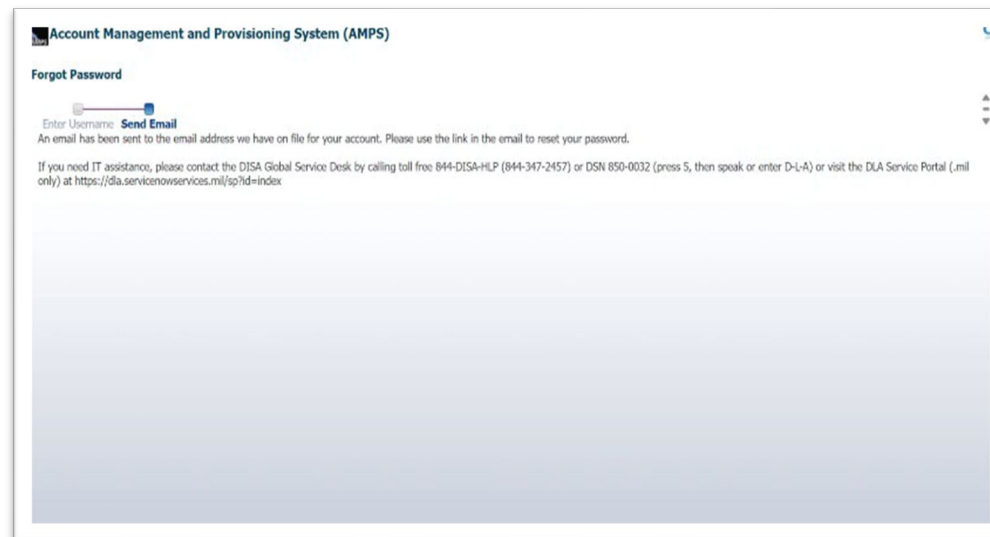 Account Management and Provisioning System (AMPS)
Forgot Password
Enter Username Send Email
An email has been sent to the email address we have on file for your account. Please use the link in the email to reset your password.
If you need IT assistance, please contact the DISA Global Service Desk by calling toll free 844-DISA-HLP (844-347-2457) or DSN 850-0032 (press 5, then speak or enter D-L-A) or visit the DLA Service Portal (.mil
only) at https://dla.servicenowservices.mil/sp?id=index